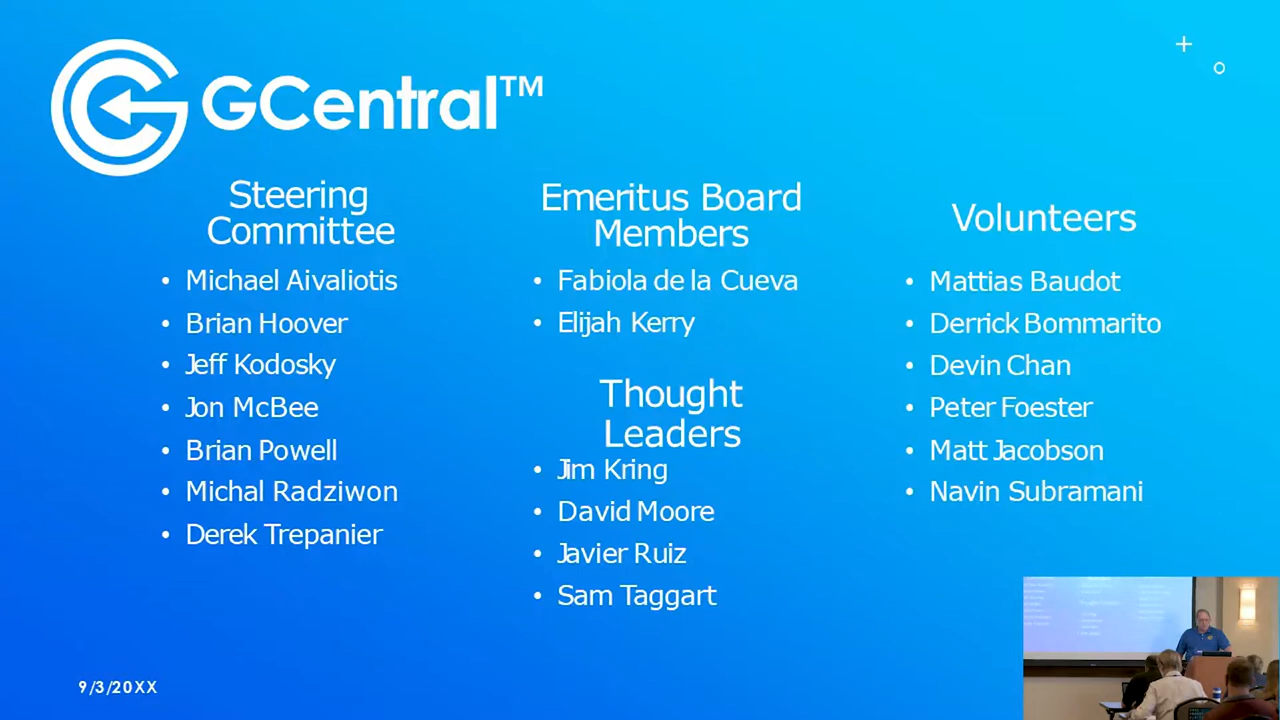 GCentral™
Steering
Committee
• Michael Aivaliotis
• Brian Hoover
• Jeff Kodosky
• Jon McBee
• Brian Powell
• Michal Radziwon
• Derek Trepanier
Emeritus Board
Members
• Fabiola de la Cueva
• Elijah Kerry
Thought
Leaders
• Jim Kring
• David Moore
• Javier Ruiz
• Sam Taggart
Volunteers
• Mattias Baudot
• Derrick Bommarito
• Devin Chan
• Peter Foester
• Matt Jacobson
• Navin Subramani
9/3/20XX